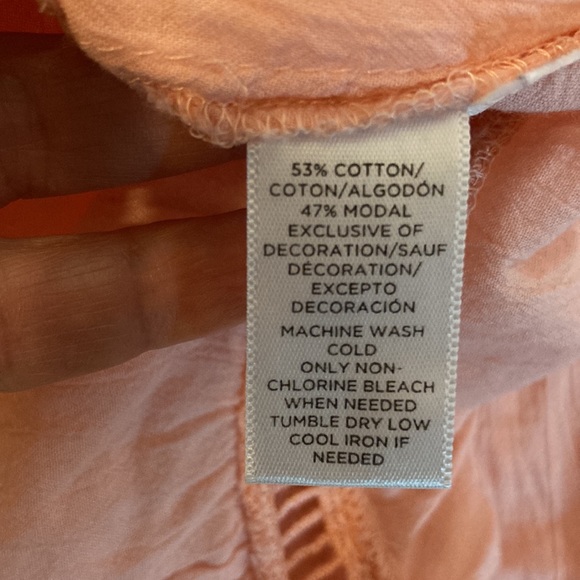 53% COTTON/
COTON/ALGODÓN
47% MODAL
EXCLUSIVE OF
DECORATION/SAUF
DÉCORATION/
EXCEPTO
DECORACIÓN
MACHINE WASH
COLD
ONLY NON-
CHLORINE BLEACH
WHEN NEEDED
TUMBLE DRY LOW
COOL IRON IF
NEEDED